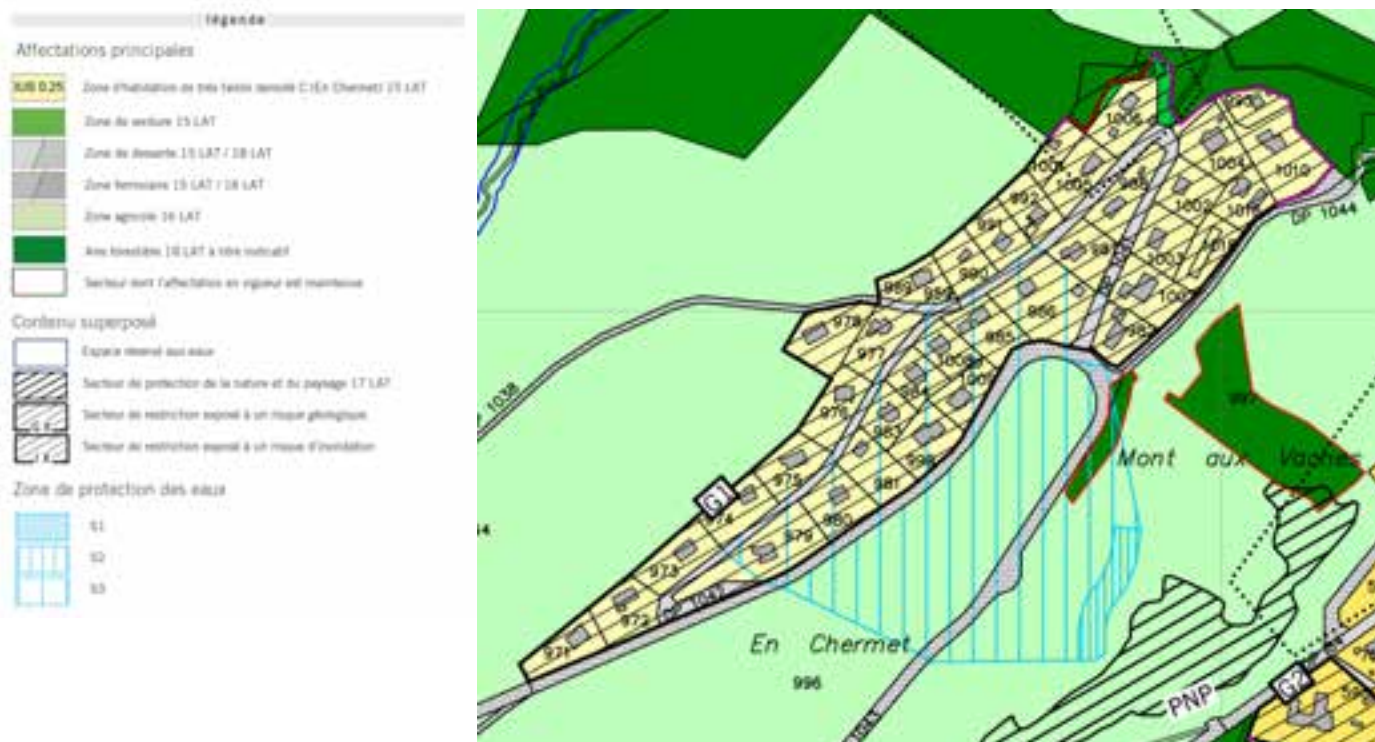 légende
Affectations principales
IUS 0.25 Zone d'habitation de très faible densité C (En Chermet) 15 LAT
Zone de verdure 15 LAT
Zone de desserte 15 LAT / 18 LAT
Zone ferroviaire 15 LAT / 18 LAT
Zone agricole 16 LAT
Aire forestière 18 LAT à titre indicatif
Secteur dont l'affectation en vigueur est maintenue
Contenu superposé
Espace réservé aux eaux
Secteur de protection de la nature et du paysage 17 LAT
Secteur de restriction exposé à un risque géologique
Secteur de restriction exposé à un risque d'inondation
Zone de protection des eaux
S1
S2
S3
1006
1004
1010
1005
992
1002
991
DP 1044
990
1003
989
986
978
985
977
1038
976
984
997
983
Mont aux Vaches
998
975
981
G1
974
980
979
973
972
971
En Chermet
996
PNP
G2
1043